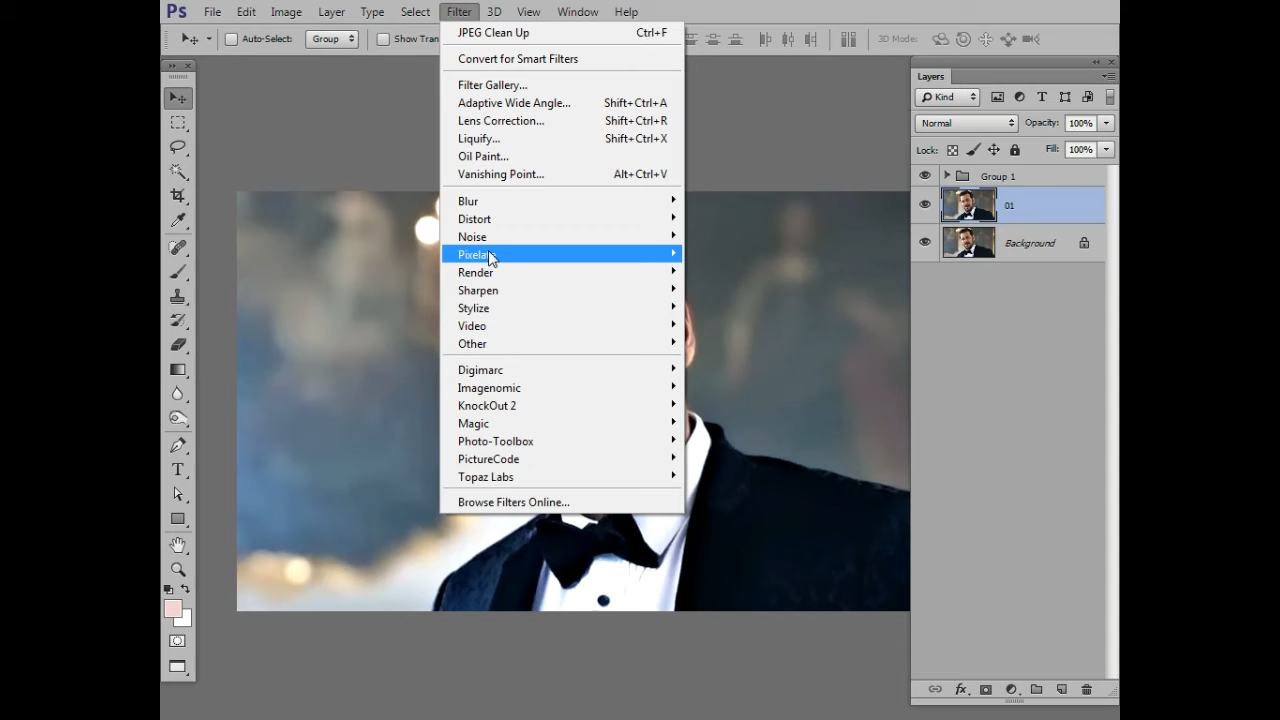 Ps File Edit Image Layer Type Select Filter 3D View Window Help
Auto-Select: Group Show Tran 3D Mode:
JPEG Clean Up Ctrl+F
Convert for Smart Filters
Filter Gallery...
Adaptive Wide Angle... Shift+Ctrl+A
Lens Correction... Shift+Ctrl+R
Liquify... Shift+Ctrl+X
Oil Paint...
Vanishing Point... Alt+Ctrl+V
Blur
Distort
Noise
Pixelat
Render
Sharpen
Stylize
Video
Other
Digimarc
Imagenomic
KnockOut 2
Magic
Photo-Toolbox
PictureCode
Topaz Labs
Browse Filters Online...
Layers
Kind
Normal Opacity: 100%
Lock: Fill: 100%
Group 1
01
Background
fx